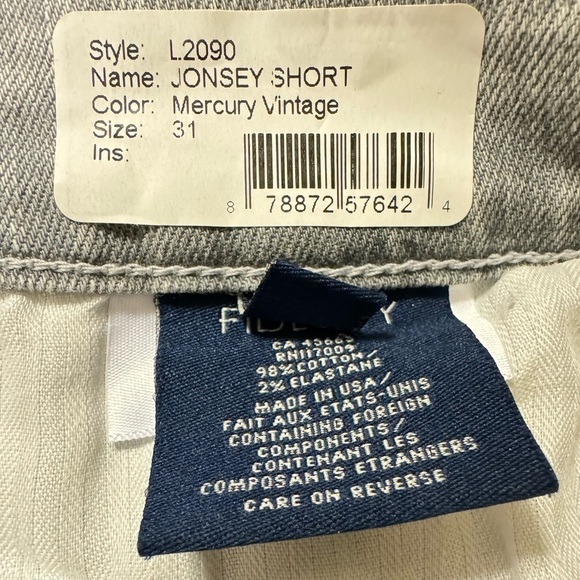 Style: L2090
Name: JONSEY SHORT
Color: Mercury Vintage
Size: 31
Ins:
8 78872 57642 4
RN117009
98% COTTON/
2% ELASTANE
MADE IN USA/
FAIT AUX ETATS-UNIS
CONTAINING FOREIGN
COMPONENTS/
CONTENANT LES
COMPOSANTS ETRANGERS
CARE ON REVERSE